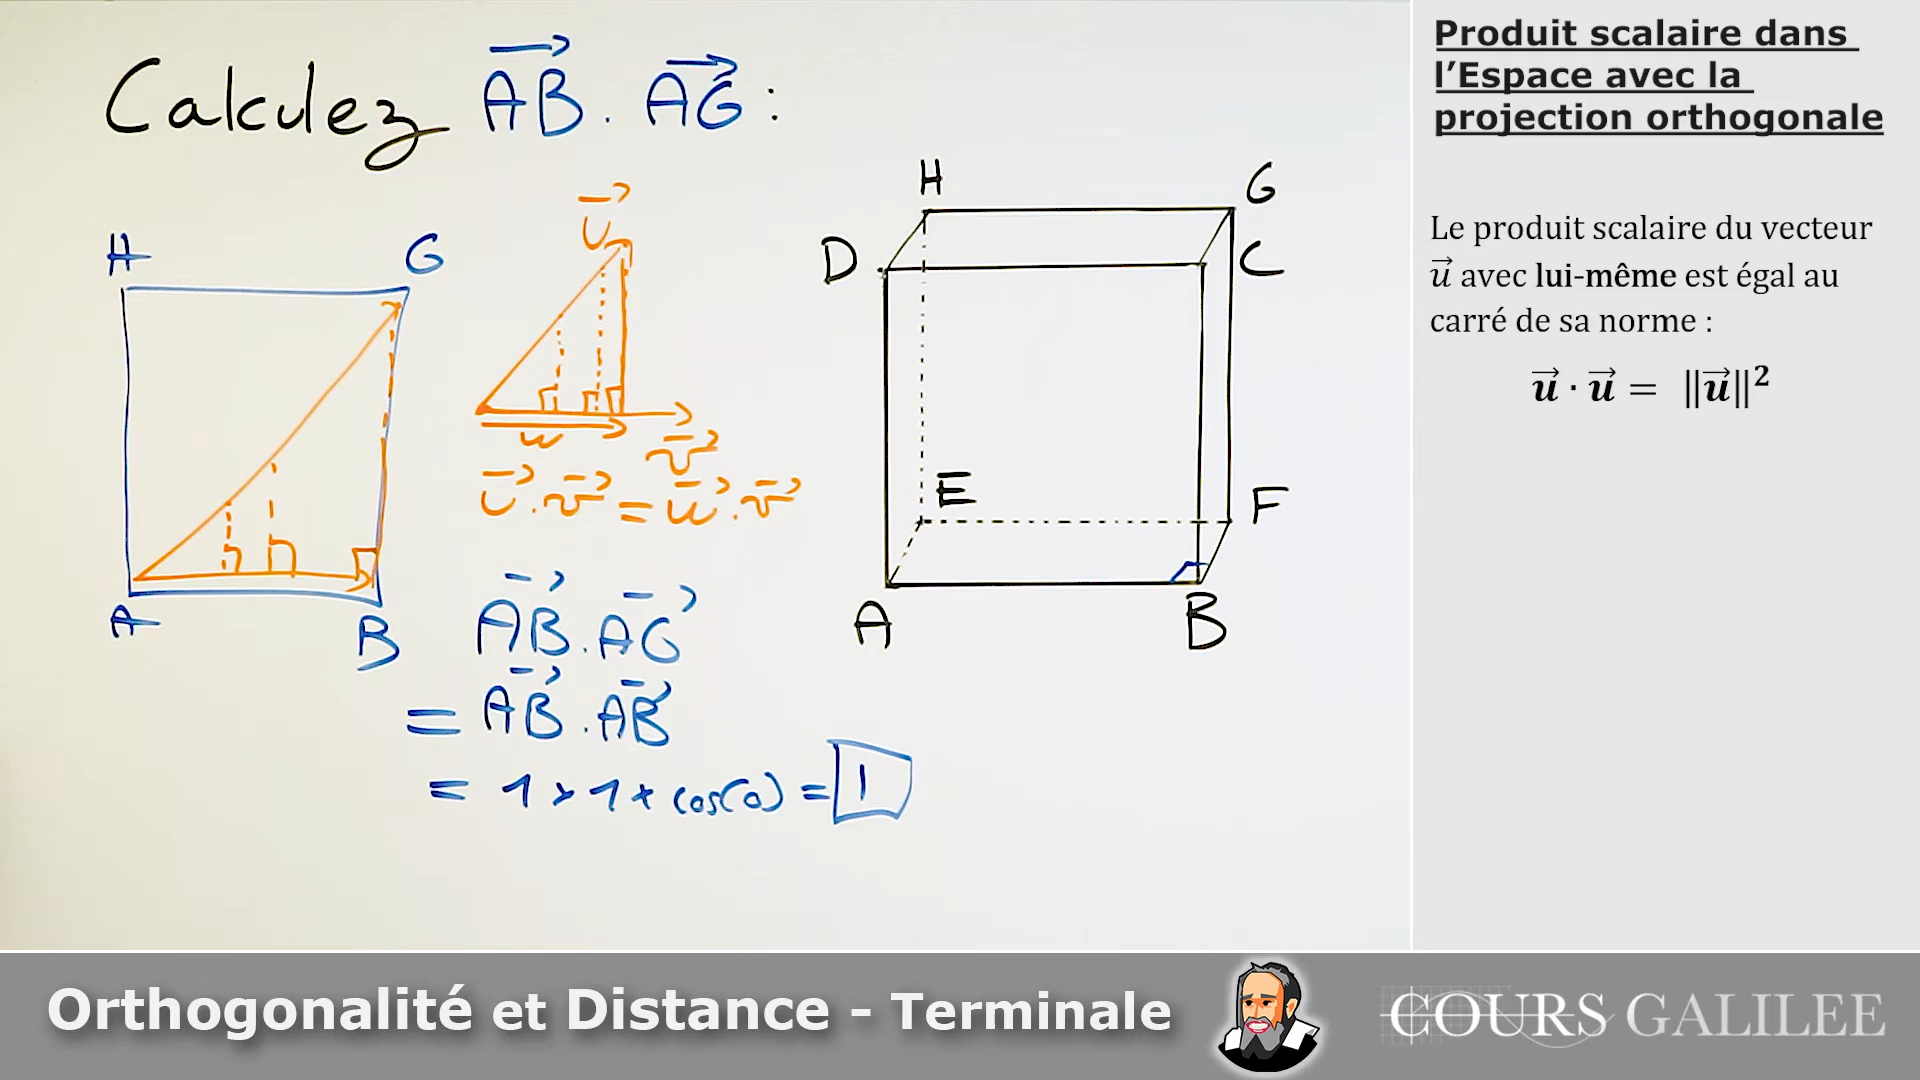 Calculez AB⃗ . AG⃗ :
H G
A B
u⃗
w
v⃗
u⃗ . v⃗ = w⃗ . v⃗
AB⃗ . AG⃗
= AB⃗ . AB⃗
= 1 × 1 × cos(0) = 1
H G
D C
E F
A B
Produit scalaire dans
l’Espace avec la
projection orthogonale
Le produit scalaire du vecteur
u⃗ avec lui-même est égal au
carré de sa norme :
u⃗ · u⃗ = ‖u⃗‖²
Orthogonalité et Distance - Terminale
COURS GALILEE